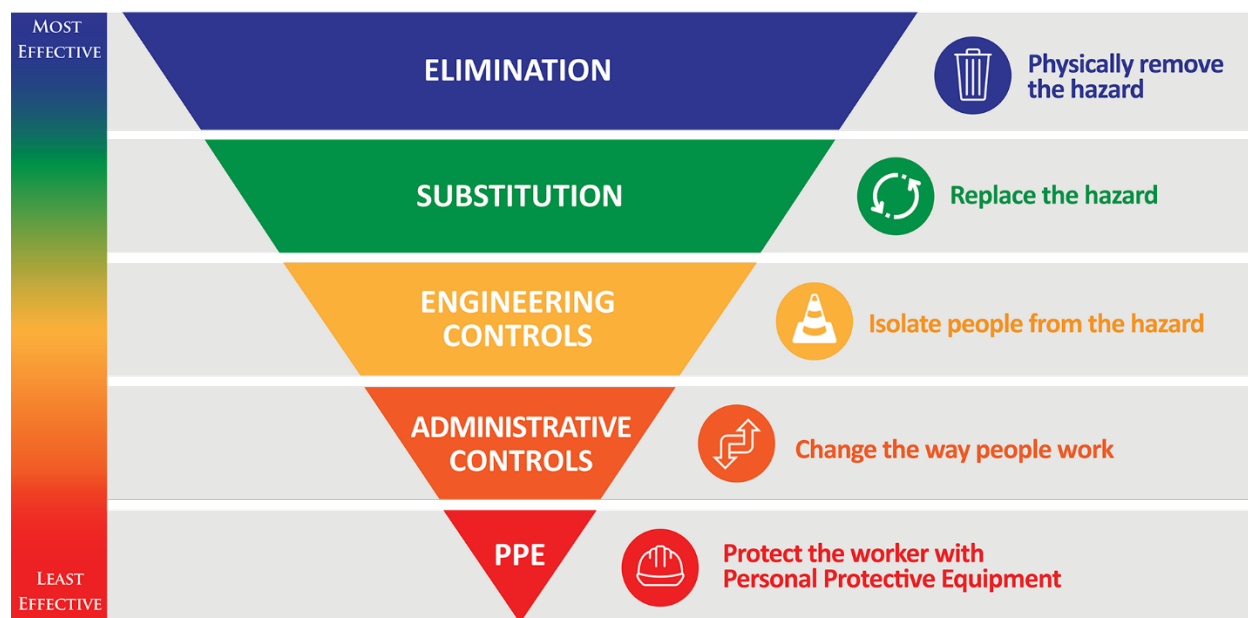 MOST
EFFECTIVE
ELIMINATION
Physically remove
the hazard
SUBSTITUTION
Replace the hazard
ENGINEERING
CONTROLS
Isolate people from the hazard
ADMINISTRATIVE
CONTROLS
Change the way people work
PPE
Protect the worker with
Personal Protective Equipment
LEAST
EFFECTIVE